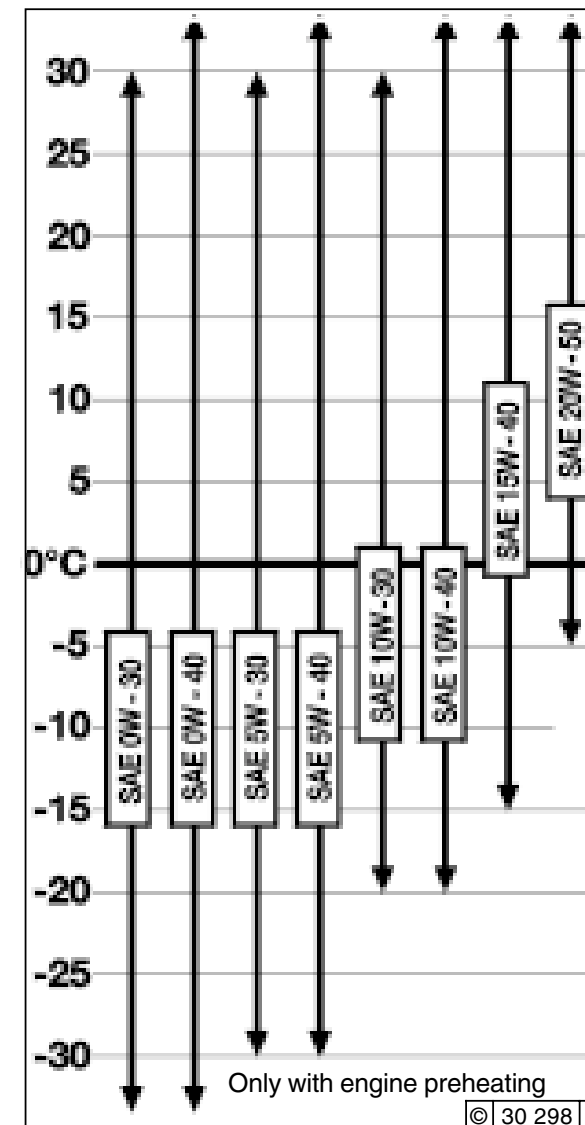 30
25
20
15
10
5
0°C
-5
-10
-15
-20
-25
-30
SAE 0W - 30
SAE 0W - 40
SAE 5W - 30
SAE 5W - 40
SAE 10W - 30
SAE 10W - 40
SAE 15W - 40
SAE 20W - 50
Only with engine preheating
© 30 298